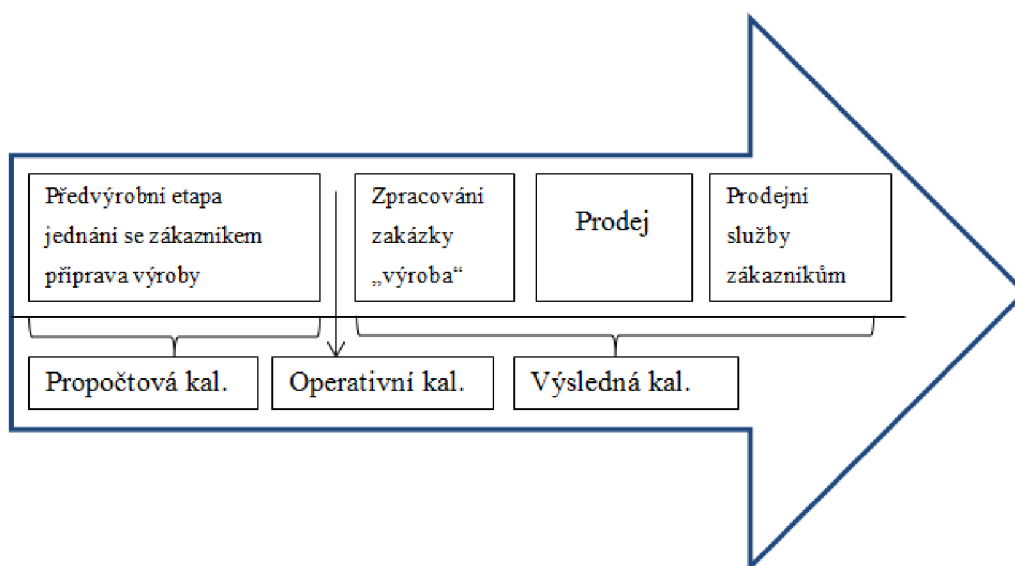 Předvýrobní etapa
jednání se zákazníkem
příprava výroby
Zpracování
zakázky
„výroba“
Prodej
Prodejní
služby
zákazníkům
Propočtová kal.
Operativní kal.
Výsledná kal.